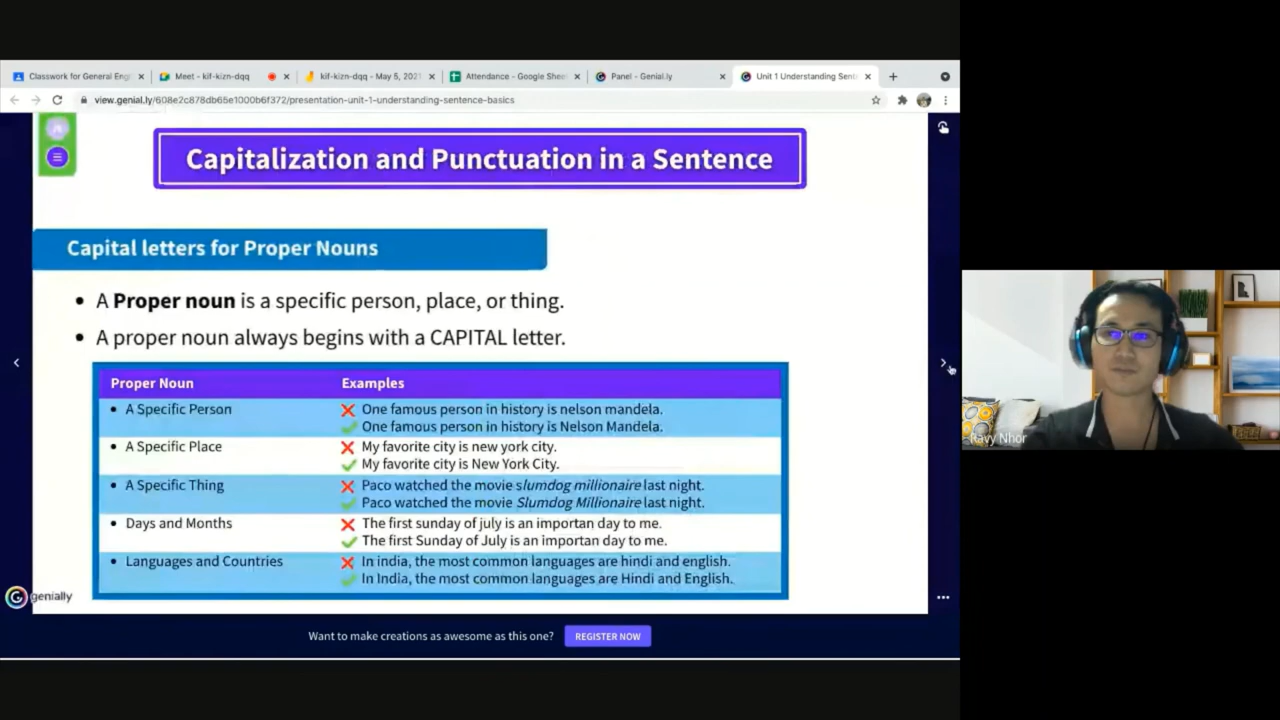 Classwork for General Engl
Meet - kif-kizn-dqq
kif-kizn-dqq - May 5, 2021
Attendance - Google Shee
Panel - Genial.ly
Unit 1 Understanding Sent
view.genial.ly/608e2c878db65e1000b6f372/presentation-unit-1-understanding-sentence-basics
Capitalization and Punctuation in a Sentence
Capital letters for Proper Nouns
• A Proper noun is a specific person, place, or thing.
• A proper noun always begins with a CAPITAL letter.
Proper Noun Examples
• A Specific Person One famous person in history is nelson mandela.
One famous person in history is Nelson Mandela.
• A Specific Place My favorite city is new york city.
My favorite city is New York City.
• A Specific Thing Paco watched the movie slumdog millionaire last night.
Paco watched the movie Slumdog Millionaire last night.
• Days and Months The first sunday of july is an importan day to me.
The first Sunday of July is an importan day to me.
• Languages and Countries In india, the most common languages are hindi and english.
In India, the most common languages are Hindi and English.
genially
Want to make creations as awesome as this one? REGISTER NOW
Ravy Nhor